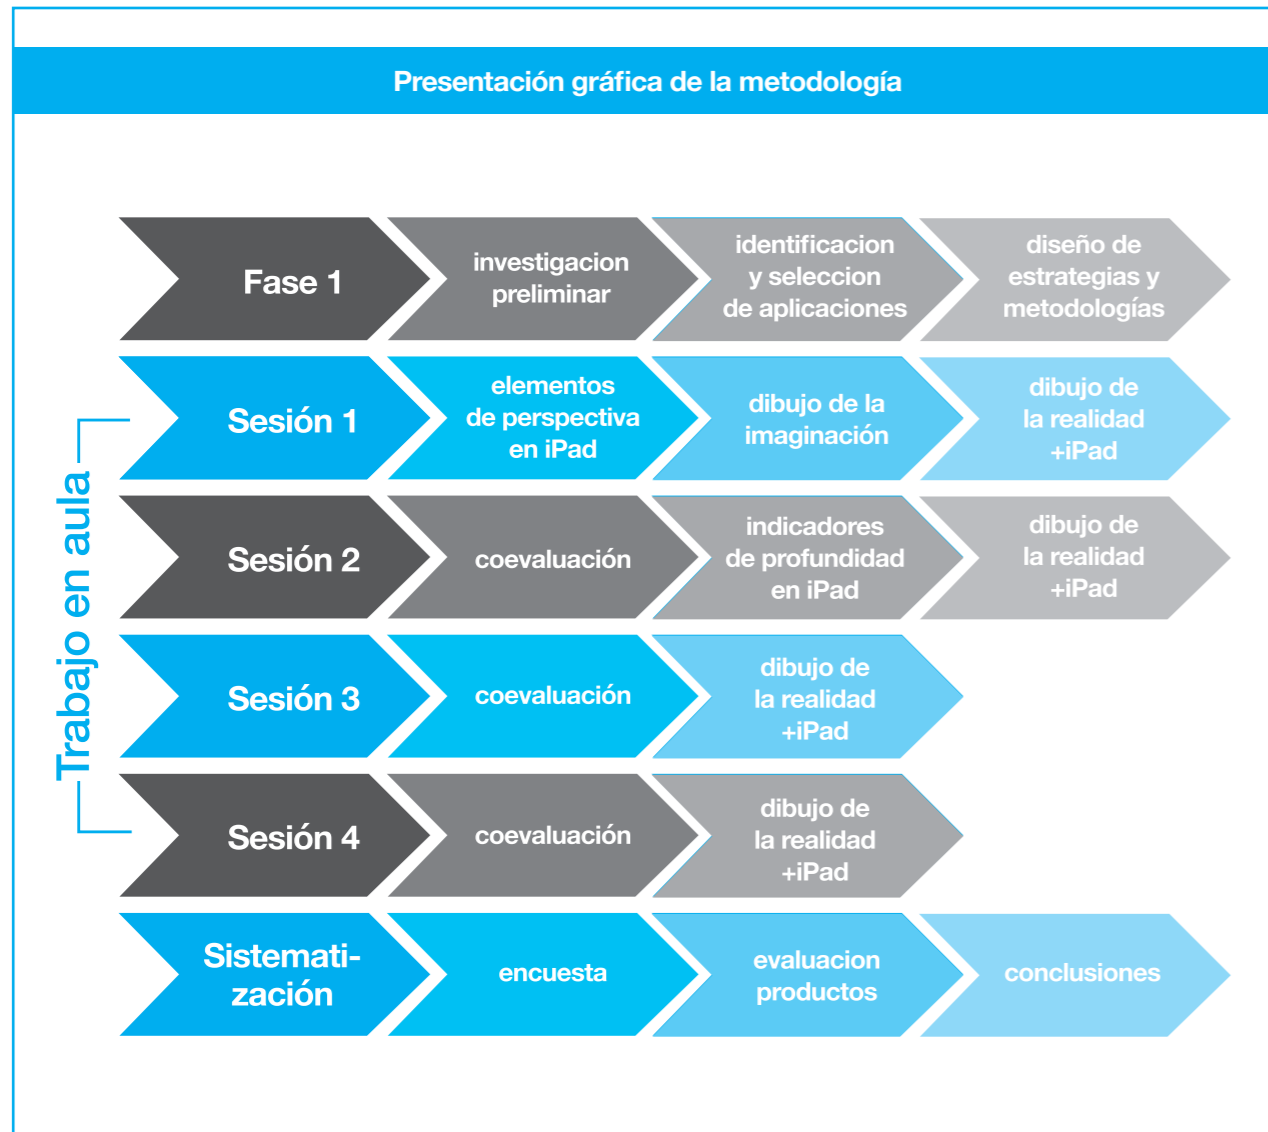 Presentación gráfica de la metodología
Fase 1
investigacion
preliminar
identificacion
y seleccion
de aplicaciones
diseño de
estrategias y
metodologías
Trabajo en aula
Sesión 1
elementos
de perspectiva
en iPad
dibujo de la
imaginación
dibujo de
la realidad
+iPad
Sesión 2
coevaluación
indicadores
de profundidad
en iPad
dibujo de
la realidad
+iPad
Sesión 3
coevaluación
dibujo de
la realidad
+iPad
Sesión 4
coevaluación
dibujo de
la realidad
+iPad
Sistemati-
zación
encuesta
evaluacion
productos
conclusiones